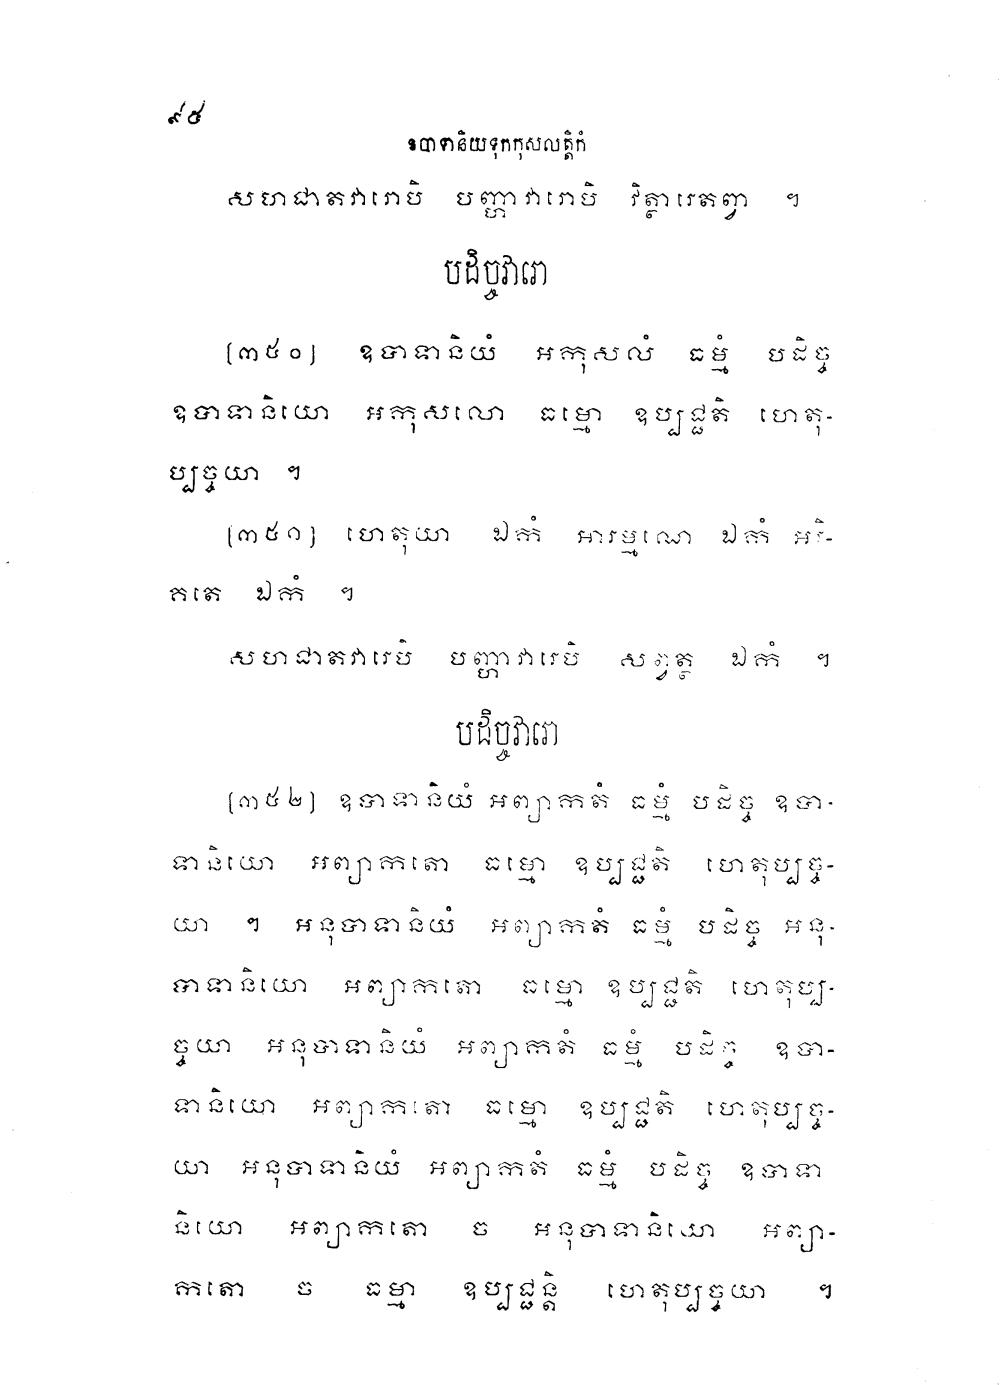 ៩៥
ឧបាទានិយទុកកុសលត្តិកំ
សហជាតវារោបិ បញ្ហាវារោបិ វិត្ថារេតព្វា ។
បដិច្ចវារោ
[៣៥០] ឧបាទានិយំ អកុសលំ ធម្មំ បដិច្ច
ឧបាទានិយោ អកុសលោ ធម្មោ ឧប្បជ្ជតិ ហេតុ-
ប្បច្ចយា ។
[៣៥១] ហេតុយា ឯកំ អារម្មណេ ឯកំ អវិ-
គតេ ឯកំ ។
សហជាតវារេបិ បញ្ហាវារេបិ សព្វត្ថ ឯកំ ។
បដិច្ចវារោ
[៣៥២] ឧបាទានិយំ អព្យាកតំ ធម្មំ បដិច្ច ឧបា-
ទានិយោ អព្យាកតោ ធម្មោ ឧប្បជ្ជតិ ហេតុប្បច្ច-
យា ។ អនុបាទានិយំ អព្យាកតំ ធម្មំ បដិច្ច អនុ-
បាទានិយោ អព្យាកតោ ធម្មោ ឧប្បជ្ជតិ ហេតុប្ប-
ច្ចយា អនុបាទានិយំ អព្យាកតំ ធម្មំ បដិច្ច ឧបា-
ទានិយោ អព្យាកតោ ធម្មោ ឧប្បជ្ជតិ ហេតុប្បច្ច-
យា អនុបាទានិយំ អព្យាកតំ ធម្មំ បដិច្ច ឧបាទា
និយោ អព្យាកតោ ច អនុបាទានិយោ អព្យា-
កតោ ច ធម្មា ឧប្បជ្ជន្តិ ហេតុប្បច្ចយា ។